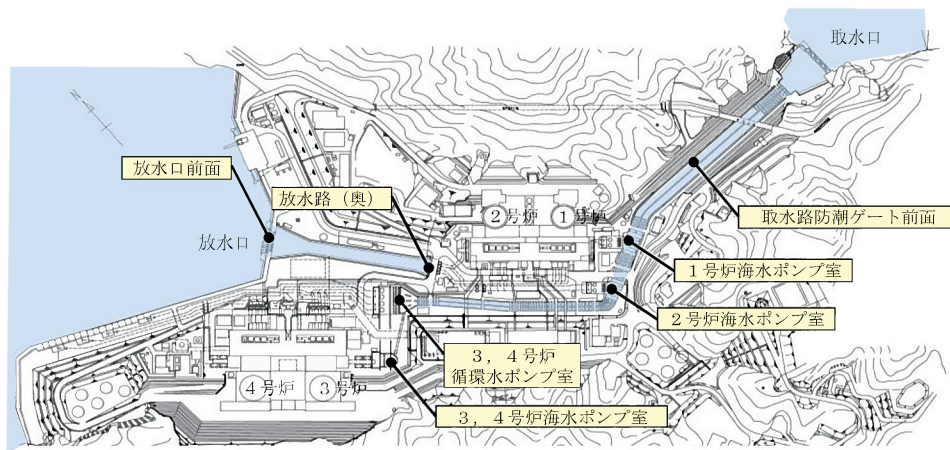 取水口
放水口前面
放水路（奥）
２号炉
１号炉
取水路防潮ゲート前面
放水口
１号炉海水ポンプ室
２号炉海水ポンプ室
３，４号炉
循環水ポンプ室
４号炉
３号炉
３，４号炉海水ポンプ室